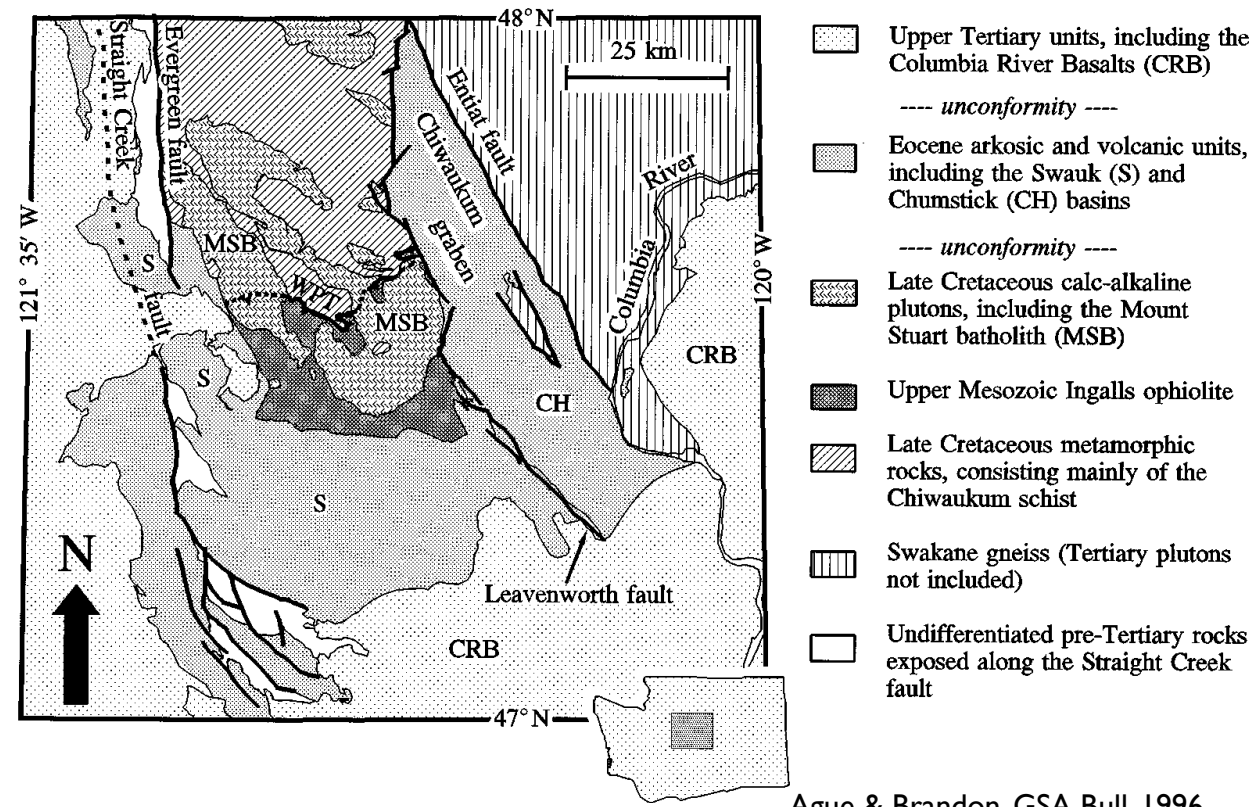 48° N
25 km
Straight Creek
fault
Evergreen fault
Entiat fault
Chiwaukum
graben
Columbia
River
121° 35′ W
120° W
MSB
WPT
MSB
S
S
S
CH
CRB
CRB
N
Leavenworth fault
47° N
Upper Tertiary units, including the
Columbia River Basalts (CRB)
---- unconformity ----
Eocene arkosic and volcanic units,
including the Swauk (S) and
Chumstick (CH) basins
---- unconformity ----
Late Cretaceous calc-alkaline
plutons, including the Mount
Stuart batholith (MSB)
Upper Mesozoic Ingalls ophiolite
Late Cretaceous metamorphic
rocks, consisting mainly of the
Chiwaukum schist
Swakane gneiss (Tertiary plutons
not included)
Undifferentiated pre-Tertiary rocks
exposed along the Straight Creek
fault
Ague & Brandon, GSA Bull, 1996